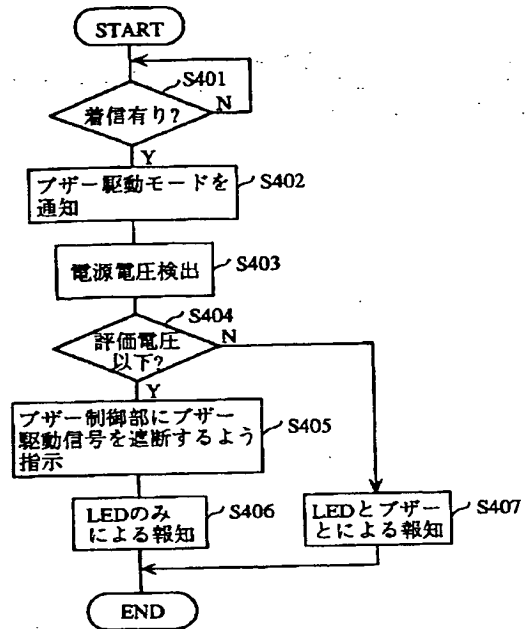 START
S401
着信有り?
N
Y
ブザー駆動モードを
通知
S402
電源電圧検出
S403
S404
評価電圧
以下?
N
Y
ブザー制御部にブザー
駆動信号を遮断するよう
指示
S405
LEDのみ
による報知
S406
LEDとブザー
とによる報知
S407
END